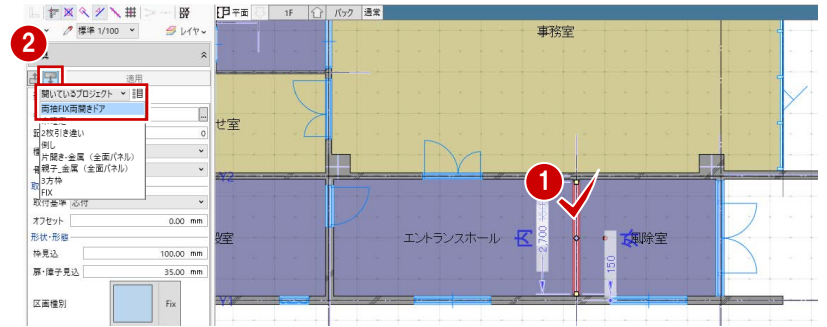 平面
1F
パック
通常
標準 1/100
レイヤ
2
適用
開いているプロジェクト
両袖FIX両開きドア
...
2枚引き違い
0
倒し
片開き-金属 (全面パネル)
親子_金属 (全面パネル)
3方枠
FIX
取付基準 芯付
オフセット
0.00 mm
形状・形態
枠見込
100.00 mm
扉・障子見込
35.00 mm
区画種別
Fix
事務室
せ室
Y2
1
エントランスホール
内
2,700
外
風除室
150
Y1